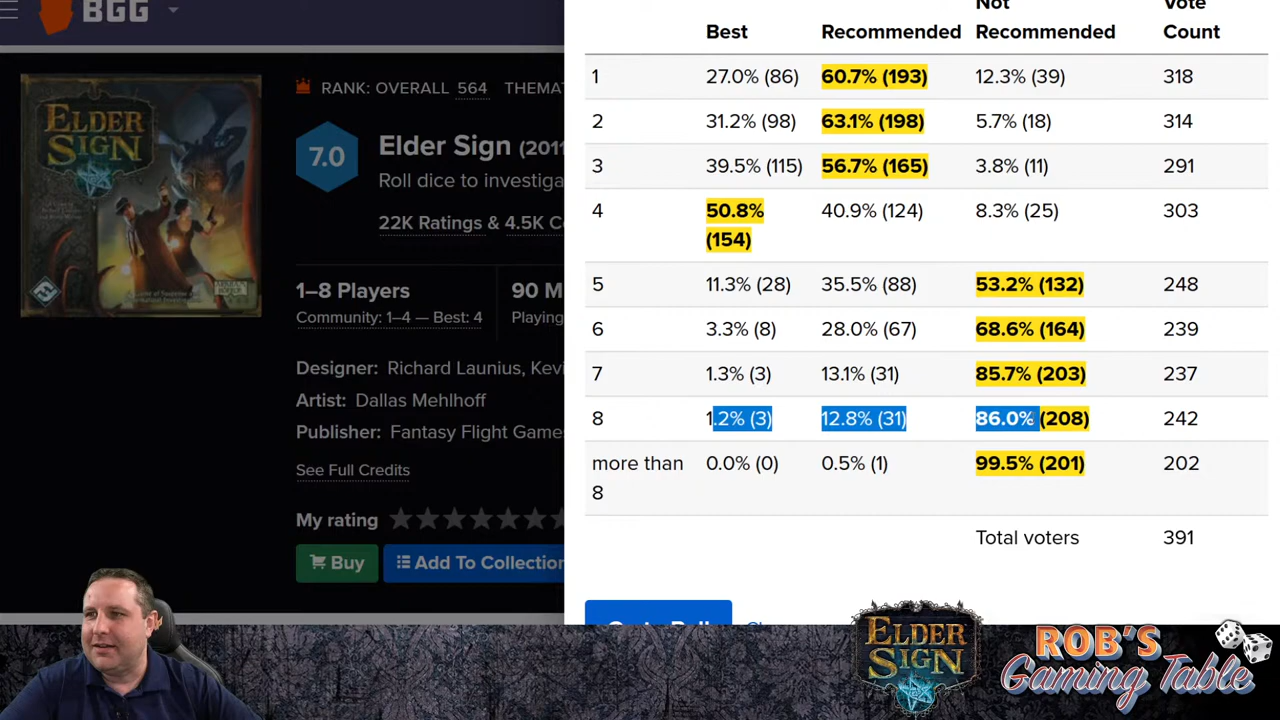 BGG
ELDER
SIGN
RANK: OVERALL 564 THEMAT
7.0
Elder Sign (2011
Roll dice to investiga
22K Ratings & 4.5K Co
1–8 Players
90 M
Community: 1–4 — Best: 4
Playing
Designer: Richard Launius, Kevi
Artist: Dallas Mehlhoff
Publisher: Fantasy Flight Games
See Full Credits
My rating
Buy
Add To Collection
Best Recommended Not Recommended Vote Count
1 27.0% (86) 60.7% (193) 12.3% (39) 318
2 31.2% (98) 63.1% (198) 5.7% (18) 314
3 39.5% (115) 56.7% (165) 3.8% (11) 291
4 50.8% (154) 40.9% (124) 8.3% (25) 303
5 11.3% (28) 35.5% (88) 53.2% (132) 248
6 3.3% (8) 28.0% (67) 68.6% (164) 239
7 1.3% (3) 13.1% (31) 85.7% (203) 237
8 1.2% (3) 12.8% (31) 86.0% (208) 242
more than 8 0.0% (0) 0.5% (1) 99.5% (201) 202
Total voters 391
ELDER
SIGN
ROB'S
Gaming Table